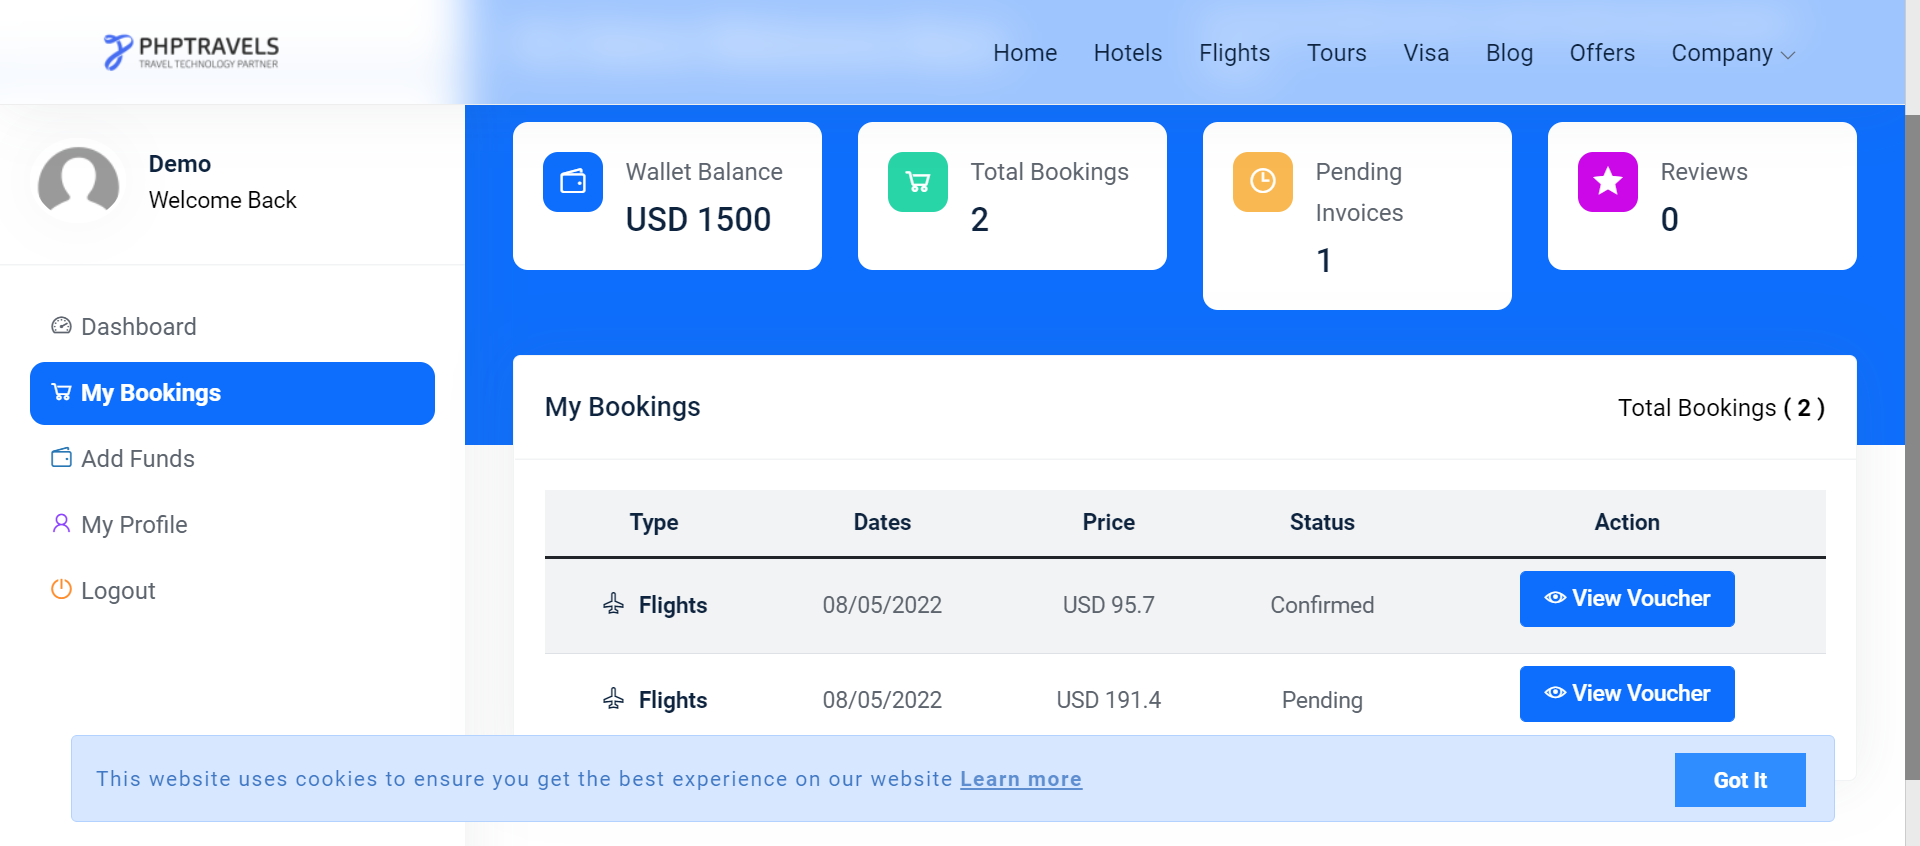 PHPTRAVELS
TRAVEL TECHNOLOGY PARTNER
Home Hotels Flights Tours Visa Blog Offers Company
Demo
Welcome Back
Dashboard
My Bookings
Add Funds
My Profile
Logout
Wallet Balance
USD 1500
Total Bookings
2
Pending
Invoices
1
Reviews
0
My Bookings
Total Bookings ( 2 )
Type Dates Price Status Action
Flights 08/05/2022 USD 95.7 Confirmed View Voucher
Flights 08/05/2022 USD 191.4 Pending View Voucher
This website uses cookies to ensure you get the best experience on our website Learn more
Got It